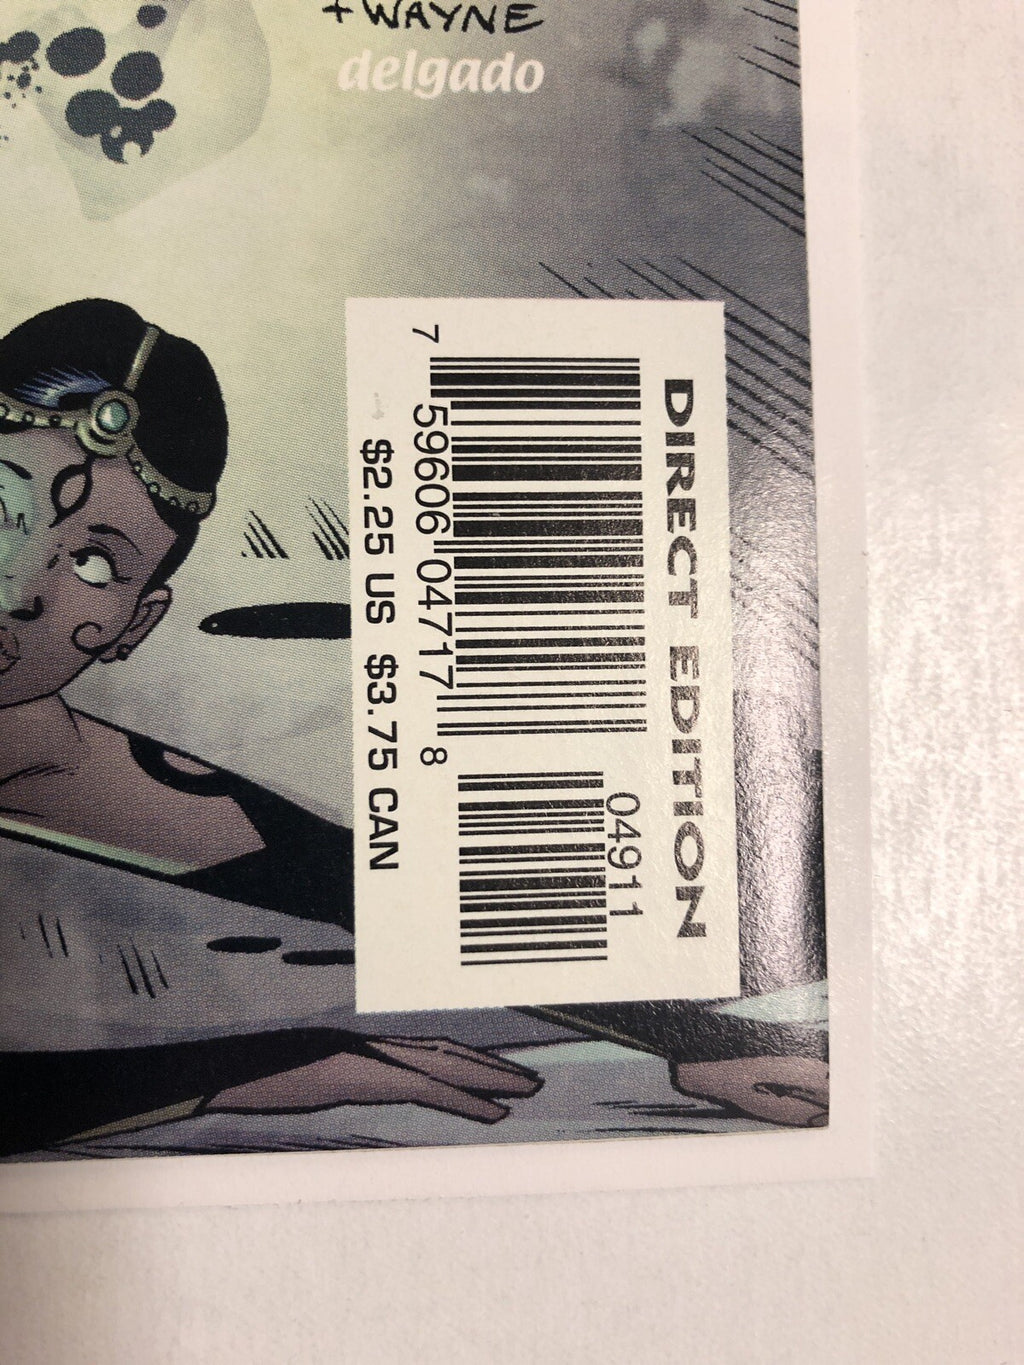 +WAYNE
delgado
DIRECT EDITION
04911
7 59606 04717 8
$2.25 US $3.75 CAN